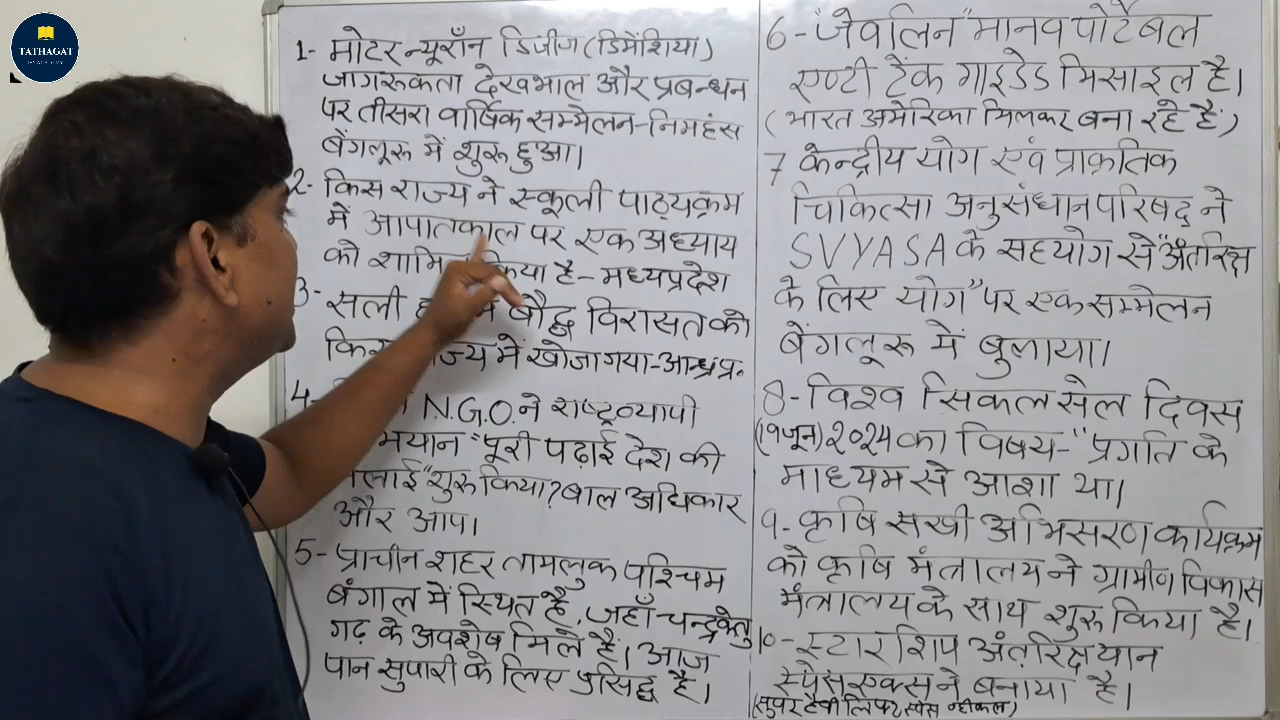 TATHAGAT
1- मोटर न्यूरॉन डिजीज (डिमेंशिया)
जागरुकता देखभाल और प्रबन्धन
पर तीसरा वार्षिक सम्मेलन-निमहंस
बेंगलूरू में शुरू हुआ।
2- किस राज्य ने स्कूली पाठ्यक्रम
में आपातकाल पर एक अध्याय
को किया है- मध्यप्रदेश
3- सली बौद्ध विरासत को
में खोजा गया-आन्ध्रप्र.
4- N.G.O. ने राष्ट्रव्यापी
"पूरी पढ़ाई देश की
" शुरू किया? बाल अधिकार
और आप।
5- प्राचीन शहर तामलुक पश्चिम
बंगाल में स्थित है, जहाँ-चन्द्रकेतु
गढ़ के अवशेष मिले हैं। आज
पान सुपारी के लिए प्रसिद्ध है।
6- "जेवलिन" मानव पोर्टेबल
एण्टी टैंक गाइडेड मिसाइल है।
(भारत अमेरिका मिलकर बना रहे हैं)
7 केन्द्रीय योग एवं प्राकृतिक
चिकित्सा अनुसंधान परिषद् ने
SVYASA के सहयोग से "अंतरिक्ष
के लिए योग" पर एक सम्मेलन
बेंगलूरू में बुलाया।
8- विश्व सिकल सेल दिवस
(19जून) 2024 का विषय- "प्रगति के
माध्यम से आशा था।
9- कृषि सखी अभिसरण कार्यक्रम
को कृषि मंत्रालय ने ग्रामीण विकास
मंत्रालय के साथ शुरू किया है।
10- स्टारशिप अंतरिक्ष यान
स्पेस एक्स ने बनाया है।
(सुपर हैवी लिफ्ट स्पेस व्हीकल)